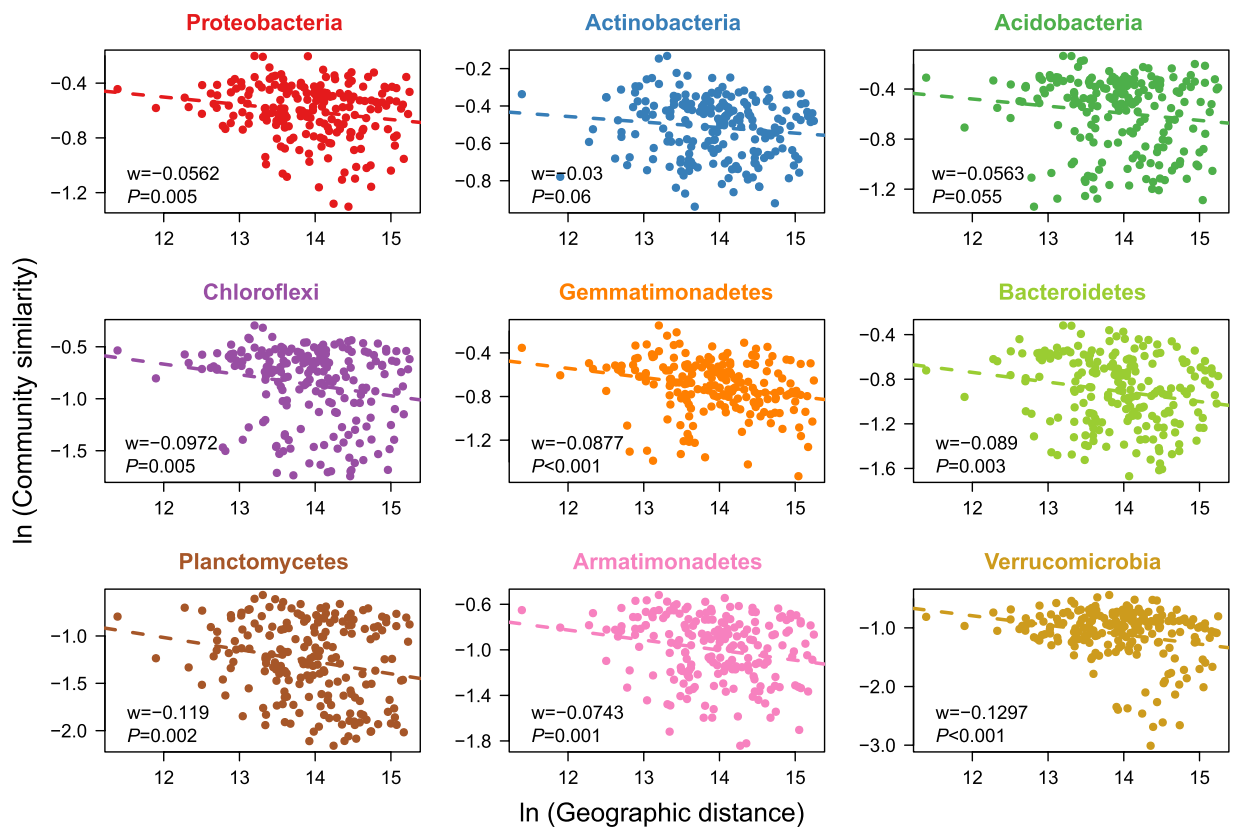 Proteobacteria
−0.4
−0.8
−1.2
w=−0.0562
P=0.005
12 13 14 15
Actinobacteria
−0.2
−0.4
−0.6
−0.8
w=−0.03
P=0.06
12 13 14 15
Acidobacteria
−0.4
−0.8
−1.2
w=−0.0563
P=0.055
12 13 14 15
ln (Community similarity)
Chloroflexi
−0.5
−1.0
−1.5
w=−0.0972
P=0.005
12 13 14 15
Gemmatimonadetes
−0.4
−0.8
−1.2
w=−0.0877
P<0.001
12 13 14 15
Bacteroidetes
−0.4
−0.8
−1.2
−1.6
w=−0.089
P=0.003
12 13 14 15
Planctomycetes
−1.0
−1.5
−2.0
w=−0.119
P=0.002
12 13 14 15
Armatimonadetes
−0.6
−1.0
−1.4
−1.8
w=−0.0743
P=0.001
12 13 14 15
Verrucomicrobia
−1.0
−2.0
−3.0
w=−0.1297
P<0.001
12 13 14 15
ln (Geographic distance)